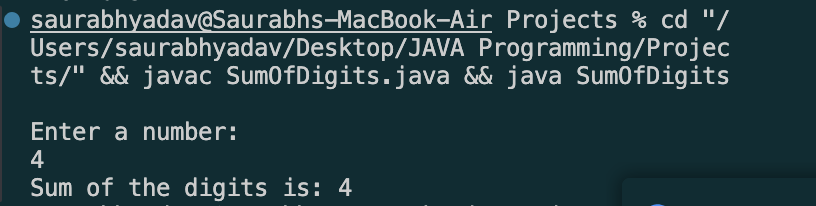 saurabhyadav@Saurabhs-MacBook-Air Projects % cd "/
Users/saurabhyadav/Desktop/JAVA Programming/Projec
ts/" && javac SumOfDigits.java && java SumOfDigits
Enter a number:
4
Sum of the digits is: 4